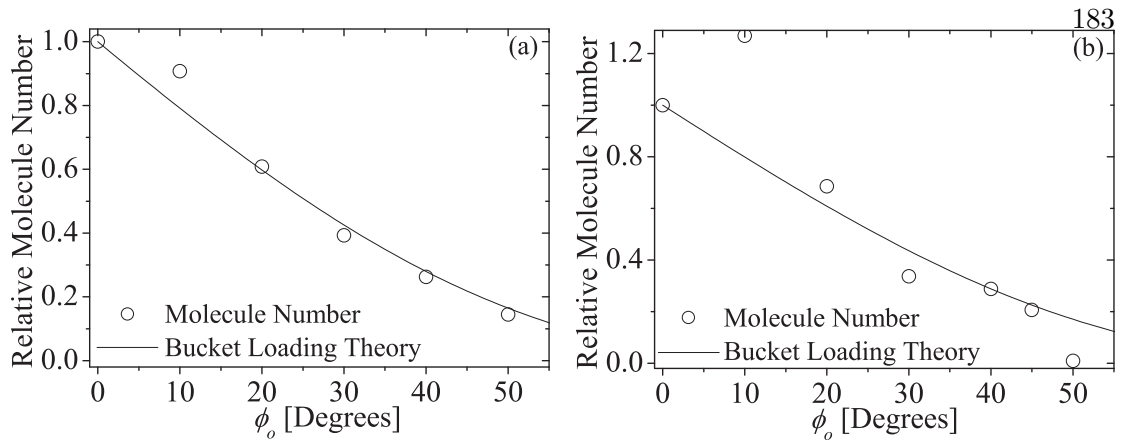 183
(a)
Relative Molecule Number
1.0
0.8
0.6
0.4
0.2
0.0
Molecule Number
Bucket Loading Theory
0 10 20 30 40 50
ϕₒ [Degrees]
(b)
Relative Molecule Number
1.2
0.8
0.4
0.0
Molecule Number
Bucket Loading Theory
0 10 20 30 40 50
ϕₒ [Degrees]